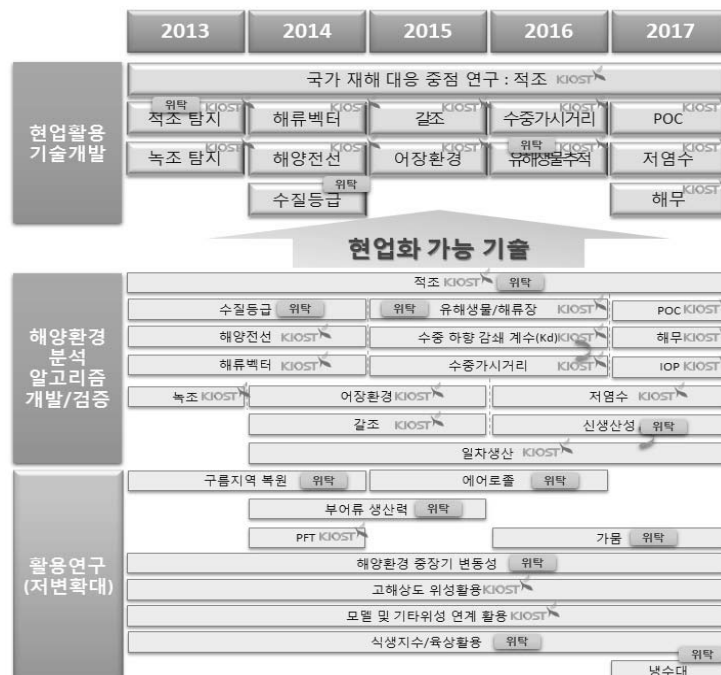 2013 2014 2015 2016 2017
현업활용
기술개발
국가 재해 대응 중점 연구 : 적조 KIOST
위탁 KIOST KIOST KIOST KIOST KIOST
적조 탐지 해류벡터 갈조 수중가시거리 POC
KIOST KIOST KIOST 위탁 KIOST KIOST
녹조 탐지 해양전선 어장환경 유해생물추적 저염수
위탁 KIOST
수질등급 해무
현업화 가능 기술
해양환경
분석
알고리즘
개발/검증
적조 KIOST 위탁
수질등급 위탁 위탁 유해생물/해류장 KIOST POC KIOST
해양전선 KIOST 수중 하향 감쇄 계수(Kd)KIOST 해무 KIOST
해류벡터 KIOST 수중가시거리 KIOST IOP KIOST
녹조 KIOST 어장환경 KIOST 저염수 KIOST
갈조 KIOST 신생산성 위탁
일차생산 KIOST
활용연구
(저변확대)
구름지역 복원 위탁 에어로졸 위탁
부어류 생산력 위탁
PFT KIOST 가뭄 위탁
해양환경 중장기 변동성 위탁
고해상도 위성활용KIOST
모델 및 기타위성 연계 활용 KIOST
식생지수/육상활용 위탁
위탁
냉수대